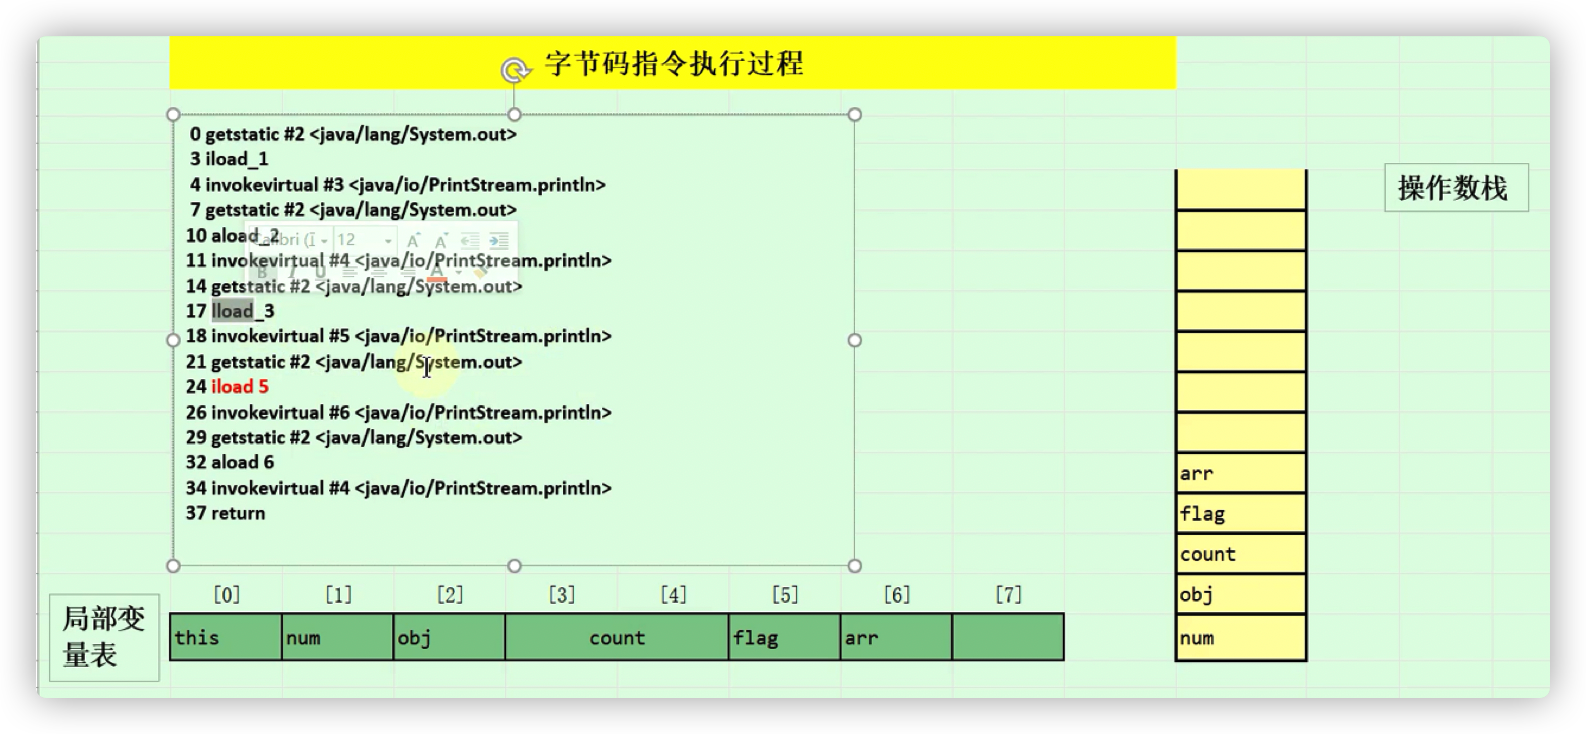 字节码指令执行过程
0 getstatic #2 <java/lang/System.out>
3 iload_1
4 invokevirtual #3 <java/io/PrintStream.println>
7 getstatic #2 <java/lang/System.out>
10 aload_2
11 invokevirtual #4 <java/io/PrintStream.println>
14 getstatic #2 <java/lang/System.out>
17 lload_3
18 invokevirtual #5 <java/io/PrintStream.println>
21 getstatic #2 <java/lang/System.out>
24 iload 5
26 invokevirtual #6 <java/io/PrintStream.println>
29 getstatic #2 <java/lang/System.out>
32 aload 6
34 invokevirtual #4 <java/io/PrintStream.println>
37 return
12
B I U A
操作数栈
arr
flag
count
obj
num
局部变
量表
[0] [1] [2] [3] [4] [5] [6] [7]
this num obj count flag arr